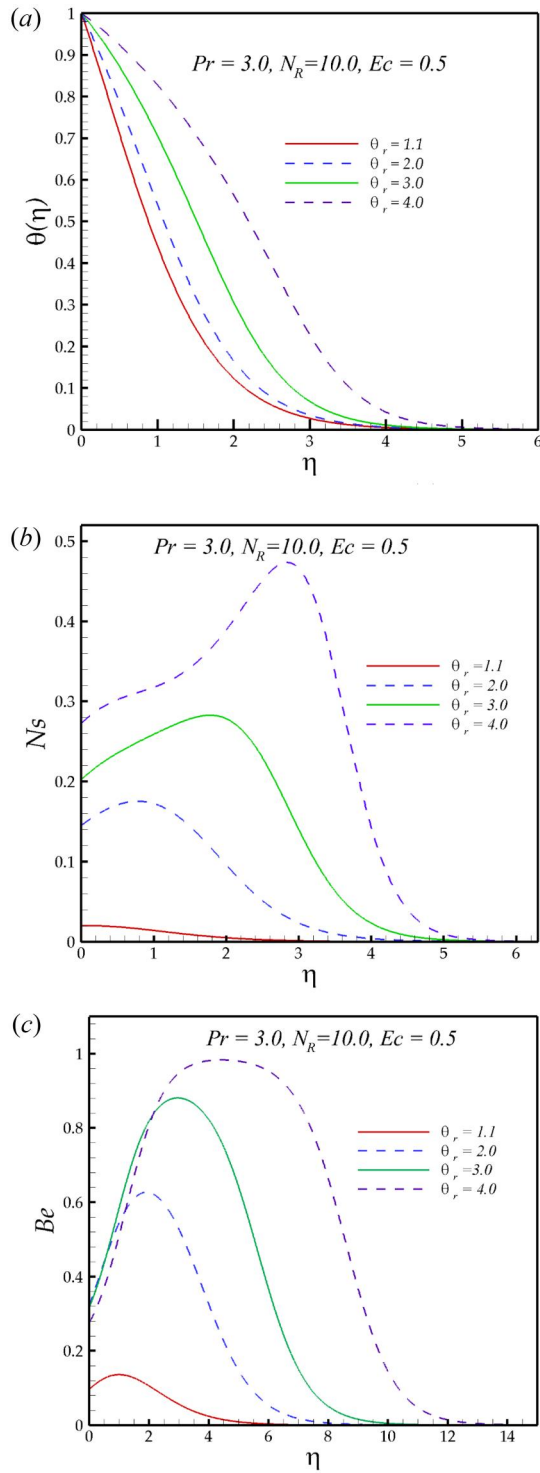 (a)
1
0.9
0.8
0.7
0.6
0.5
0.4
0.3
0.2
0.1
0
θ(η)
Pr = 3.0, N_R=10.0, Ec = 0.5
θ_r = 1.1
θ_r = 2.0
θ_r = 3.0
θ_r = 4.0
0 1 2 3 4 5 6
η
(b)
0.5
0.4
0.3
0.2
0.1
0
Ns
Pr = 3.0, N_R=10.0, Ec = 0.5
θ_r =1.1
θ_r = 2.0
θ_r = 3.0
θ_r = 4.0
0 1 2 3 4 5 6
η
(c)
1
0.8
0.6
0.4
0.2
0
Be
Pr = 3.0, N_R=10.0, Ec = 0.5
θ_r = 1.1
θ_r = 2.0
θ_r =3.0
θ_r = 4.0
0 2 4 6 8 10 12 14
η